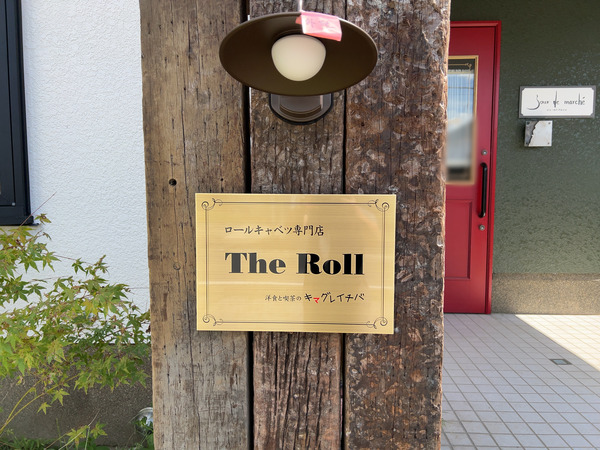 ロールキャベツ専門店
The Roll
洋食と喫茶の キマグレイチバ
Jour de marché